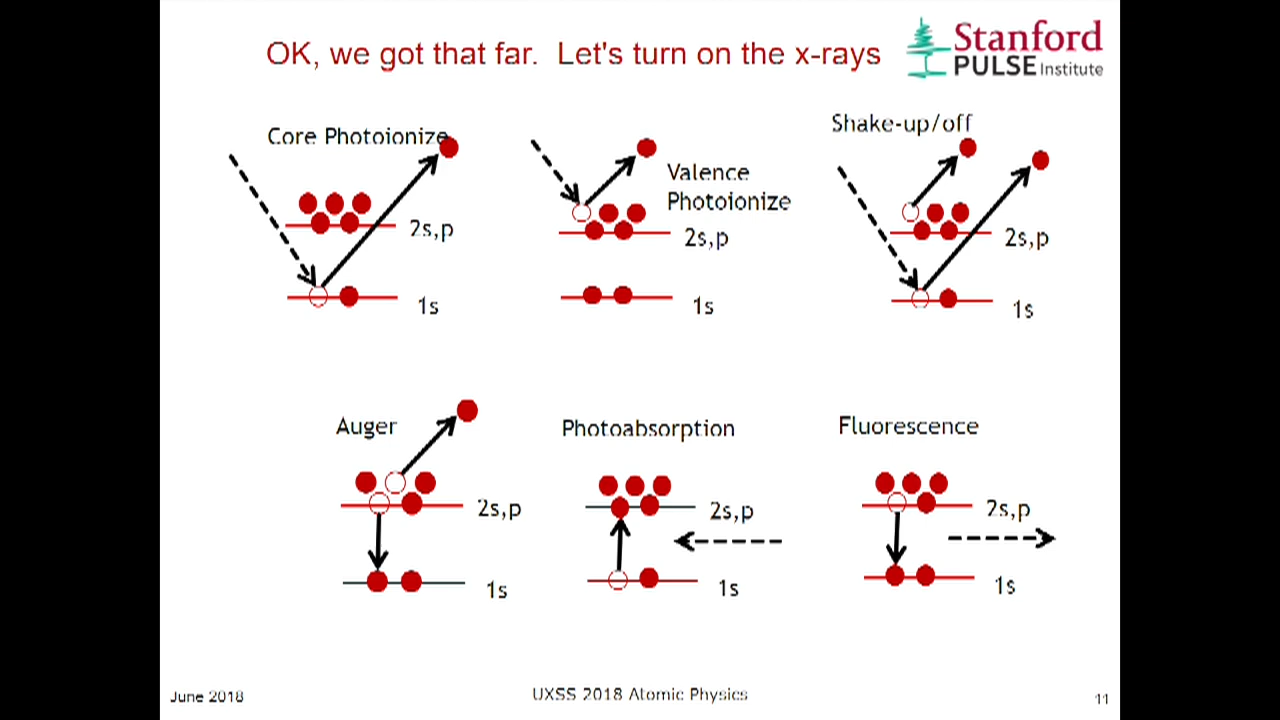 OK, we got that far.  Let's turn on the x-rays
Stanford
PULSE Institute
Core Photoionize
2s,p
1s
Valence
Photoionize
2s,p
1s
Shake-up/off
2s,p
1s
Auger
2s,p
1s
Photoabsorption
2s,p
1s
Fluorescence
2s,p
1s
June 2018
UXSS 2018 Atomic Physics
11